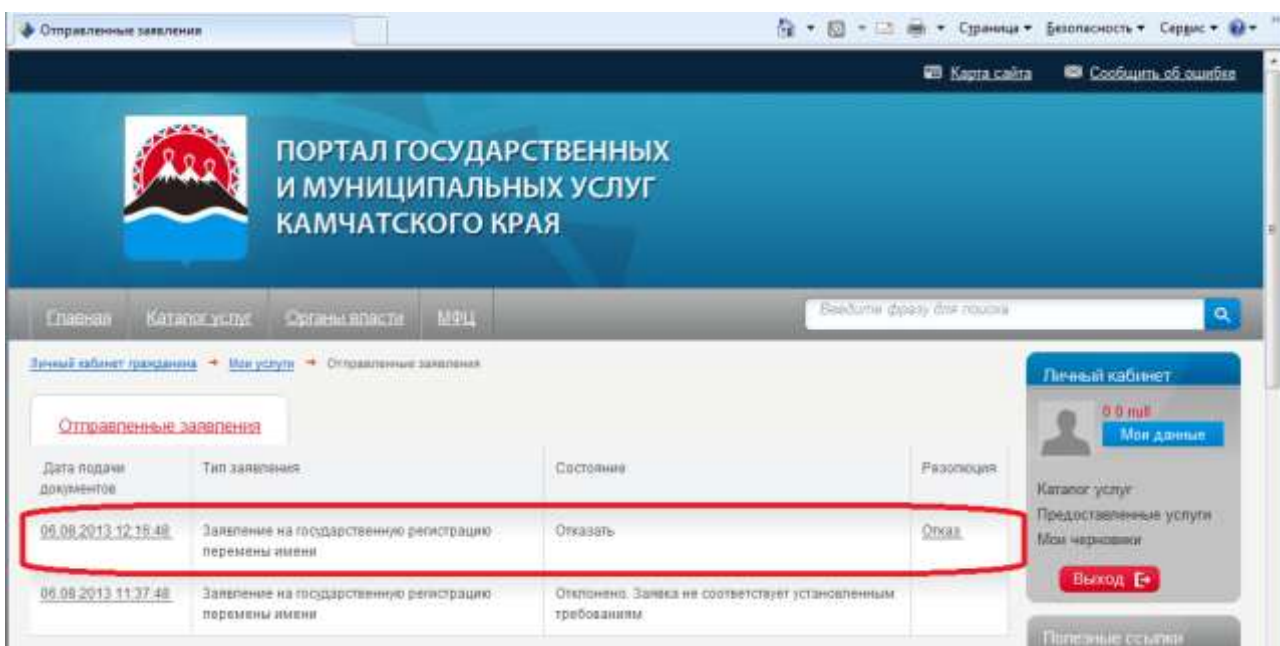 Отправленные заявления
Страница
Безопасность
Сервис
Карта сайта
Сообщить об ошибке
ПОРТАЛ ГОСУДАРСТВЕННЫХ
И МУНИЦИПАЛЬНЫХ УСЛУГ
КАМЧАТСКОГО КРАЯ
Главная
Каталог услуг
Органы власти
МФЦ
Введите фразу для поиска
Личный кабинет гражданина → Мои услуги → Отправленные заявления
Личный кабинет
0 0 null
Мои данные
Каталог услуг
Предоставленные услуги
Мои черновики
Выход
Полезные ссылки
Отправленные заявления
Дата подачи
документов
Тип заявления
Состояние
Резолюция
06.08.2013 12:16:48
Заявление на государственную регистрацию
перемены имени
Отказать
Отказ
06.08.2013 11:37:48
Заявление на государственную регистрацию
перемены имени
Отклонено. Заявка не соответствует установленным
требованиям